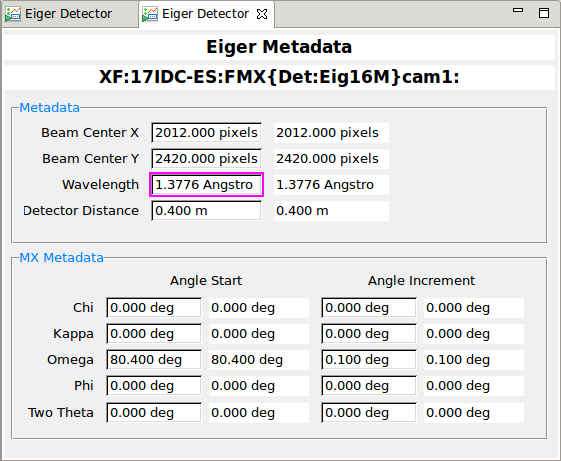 Eiger Detector Eiger Detector
Eiger Metadata
XF:17IDC-ES:FMX{Det:Eig16M}cam1:
Metadata
Beam Center X 2012.000 pixels 2012.000 pixels
Beam Center Y 2420.000 pixels 2420.000 pixels
Wavelength 1.3776 Angstro 1.3776 Angstro
Detector Distance 0.400 m 0.400 m
MX Metadata
Angle Start Angle Increment
Chi 0.000 deg 0.000 deg 0.000 deg 0.000 deg
Kappa 0.000 deg 0.000 deg 0.000 deg 0.000 deg
Omega 80.400 deg 80.400 deg 0.100 deg 0.100 deg
Phi 0.000 deg 0.000 deg 0.000 deg 0.000 deg
Two Theta 0.000 deg 0.000 deg 0.000 deg 0.000 deg